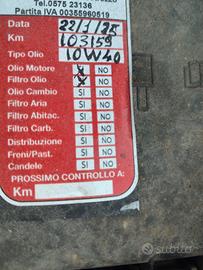 Tel.0575 23136
Partita IVA 00355960519
Data 22/1/25
Km 103159
Tipo Olio 10W40
Olio Motore SI NO
Filtro Olio SI NO
Olio Cambio SI NO
Filtro Aria SI NO
Filtro Abitac. SI NO
Filtro Carb. SI NO
Distribuzione SI NO
Freni/Past. SI NO
Candele SI NO
PROSSIMO CONTROLLO A:
Km
subito